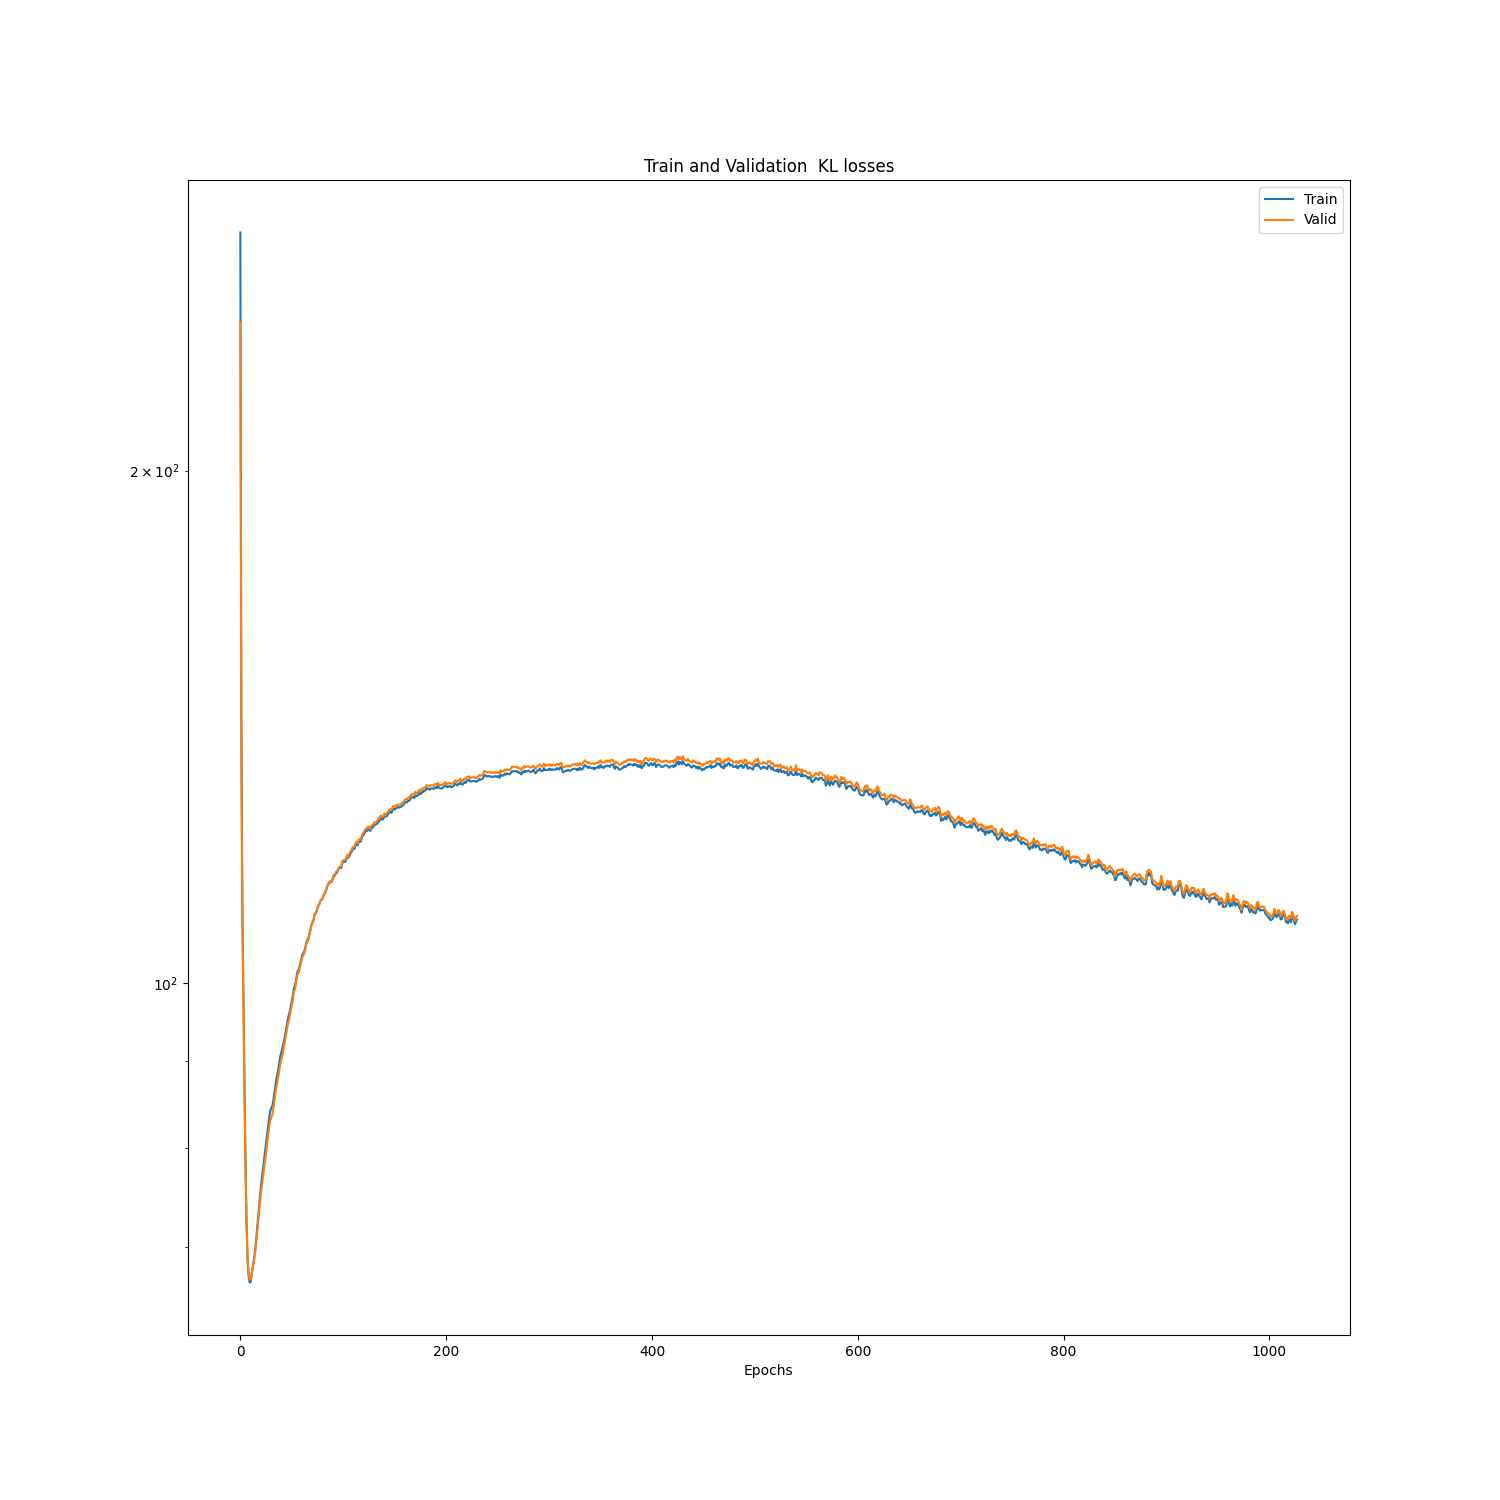 Train and Validation  KL losses
Train
Valid
2 × 10²
10²
0 200 400 600 800 1000
Epochs